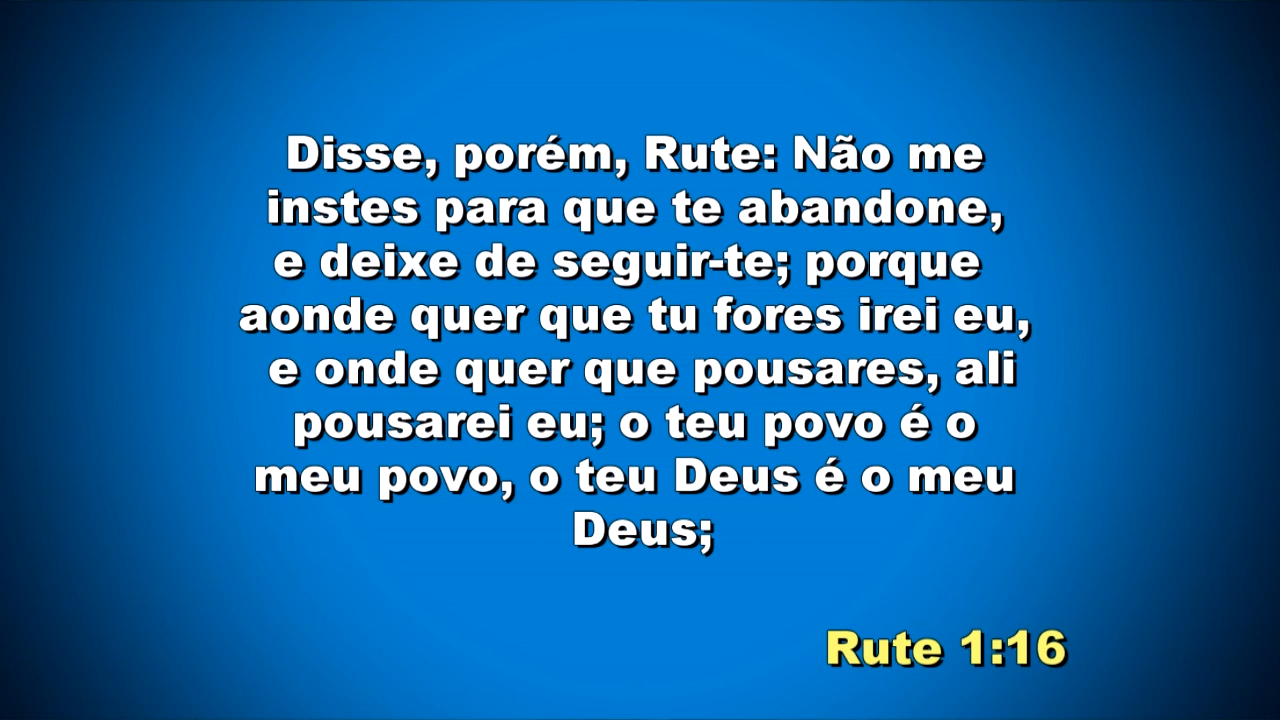 Disse, porém, Rute: Não me
instes para que te abandone,
e deixe de seguir-te; porque
aonde quer que tu fores irei eu,
e onde quer que pousares, ali
pousarei eu; o teu povo é o
meu povo, o teu Deus é o meu
Deus;
Rute 1:16